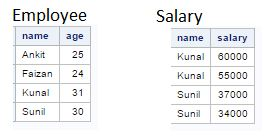 Employee
name age
Ankit 25
Faizan 24
Kunal 31
Sunil 30
Salary
name salary
Kunal 60000
Kunal 55000
Sunil 37000
Sunil 34000